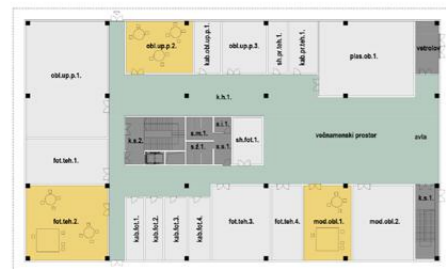 obl.up.p.1.
obl.up.p.2.
kab.obl.up.p.1.
obl.up.p.3.
sh.pr.teh.1.
kab.pr.teh.1.
plas.ob.1.
vetrolov
k.h.1.
k.s.2.
s.m.1.
s.ž.1.
s.i.1.
s.s.1.
sh.fot.1.
večnamenski prostor
avla
fot.teh.1.
fot.teh.2.
kab.fot.1.
kab.fot.2.
kab.fot.3.
kab.fot.4.
fot.teh.3.
fot.teh.4.
mod.obl.1.
mod.obl.2.
k.s.1.